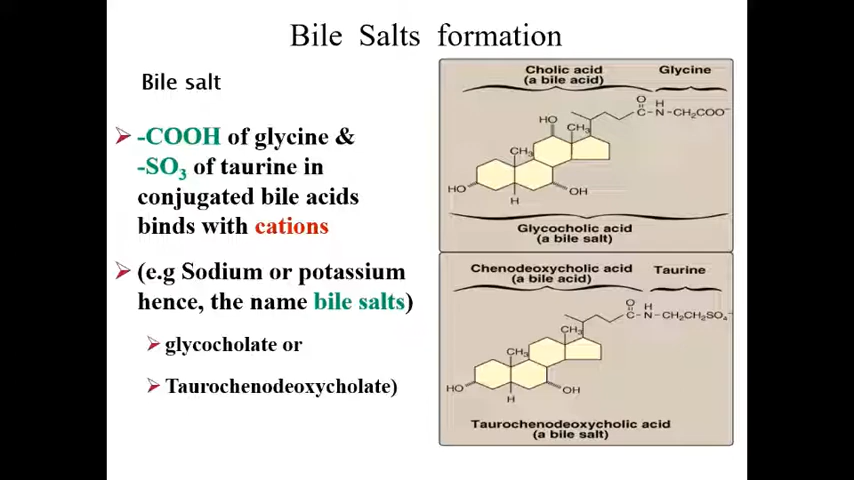 Bile Salts formation
Bile salt
-COOH of glycine &
-SO₃ of taurine in
conjugated bile acids
binds with cations
(e.g Sodium or potassium
hence, the name bile salts)
glycocholate or
Taurochenodeoxycholate)
Cholic acid
(a bile acid)
Glycine
HO
CH₃
O
C
H
N
CH₂COO⁻
CH₃
HO
OH
H
Glycocholic acid
(a bile salt)
Chenodeoxycholic acid
(a bile acid)
Taurine
O
C
H
N
CH₂CH₂SO₄⁻
CH₃
CH₃
HO
OH
H
Taurochenodeoxycholic acid
(a bile salt)